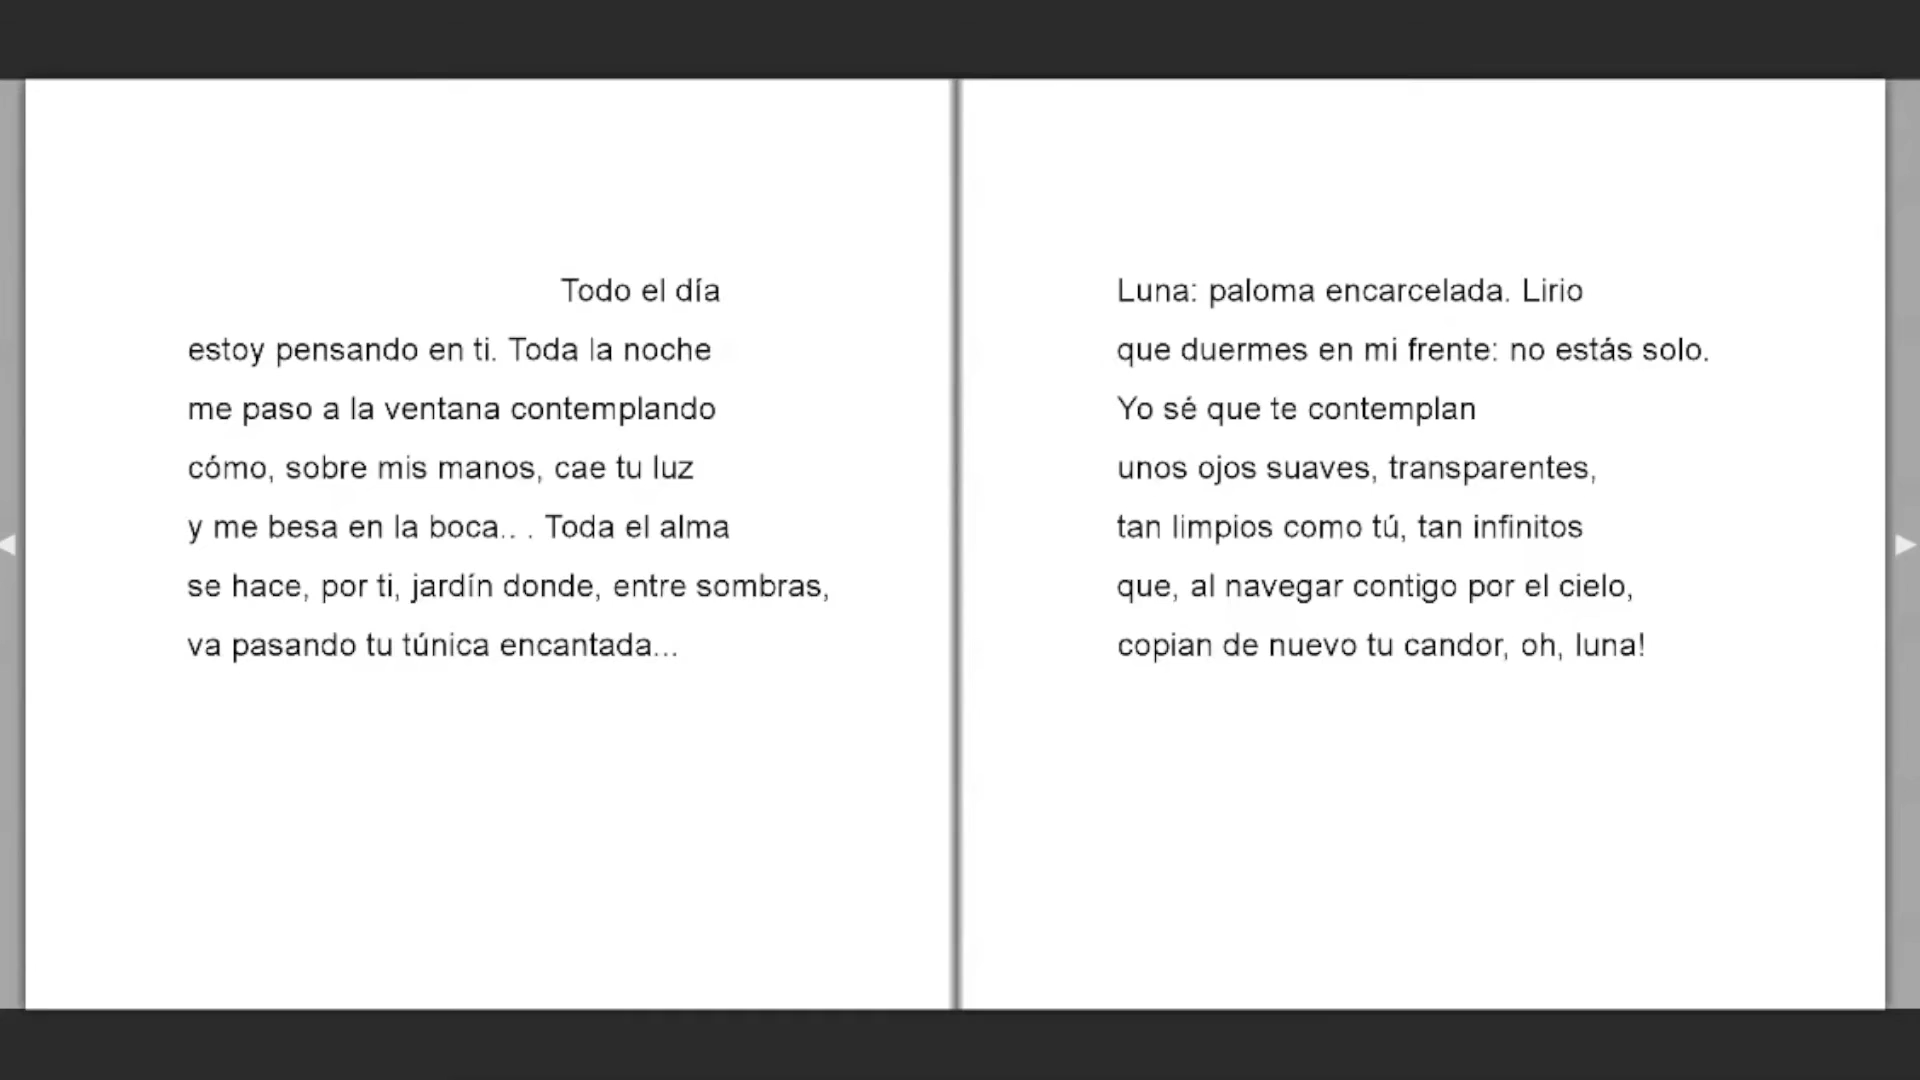 Todo el día
estoy pensando en ti. Toda la noche
me paso a la ventana contemplando
cómo, sobre mis manos, cae tu luz
y me besa en la boca.. . Toda el alma
se hace, por ti, jardín donde, entre sombras,
va pasando tu túnica encantada...
Luna: paloma encarcelada. Lirio
que duermes en mi frente: no estás solo.
Yo sé que te contemplan
unos ojos suaves, transparentes,
tan limpios como tú, tan infinitos
que, al navegar contigo por el cielo,
copian de nuevo tu candor, oh, luna!